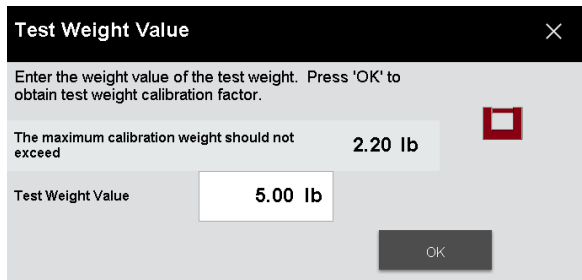 Test Weight Value
Enter the weight value of the test weight.  Press 'OK' to
obtain test weight calibration factor.
The maximum calibration weight should not
exceed
2.20 lb
Test Weight Value
5.00 lb
OK